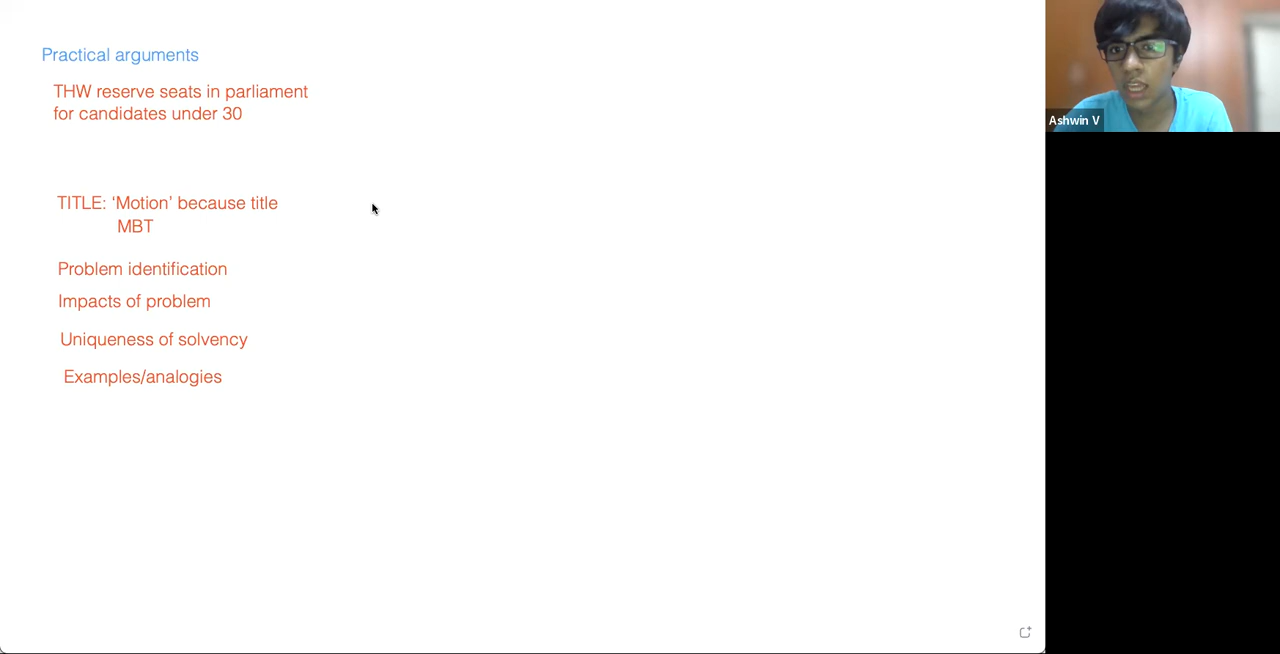 Practical arguments
THW reserve seats in parliament
for candidates under 30
TITLE: ‘Motion’ because title
MBT
Problem identification
Impacts of problem
Uniqueness of solvency
Examples/analogies
Ashwin V